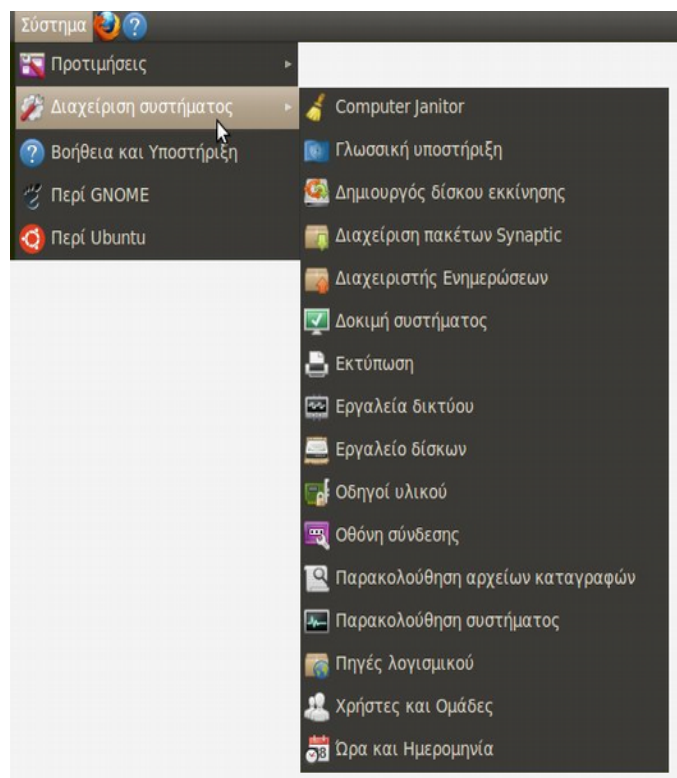 Σύστημα
Προτιμήσεις
Διαχείριση συστήματος
Βοήθεια και Υποστήριξη
Περί GNOME
Περί Ubuntu
Computer Janitor
Γλωσσική υποστήριξη
Δημιουργός δίσκου εκκίνησης
Διαχείριση πακέτων Synaptic
Διαχειριστής Ενημερώσεων
Δοκιμή συστήματος
Εκτύπωση
Εργαλεία δικτύου
Εργαλείο δίσκων
Οδηγοί υλικού
Οθόνη σύνδεσης
Παρακολούθηση αρχείων καταγραφών
Παρακολούθηση συστήματος
Πηγές λογισμικού
Χρήστες και Ομάδες
Ώρα και Ημερομηνία